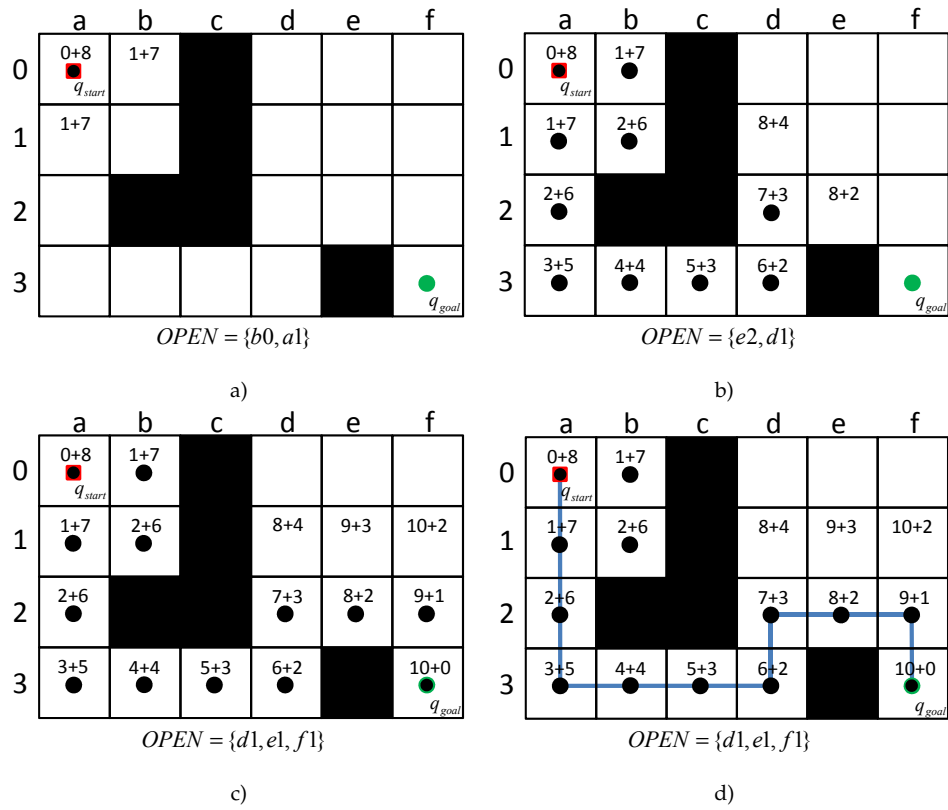 a b c d e f
0 0+8 1+7
q_start
1 1+7
2
3
q_goal
OPEN = {b0, a1}
a)
a b c d e f
0 0+8 1+7
q_start
1 1+7 2+6 8+4
2 2+6 7+3 8+2
3 3+5 4+4 5+3 6+2
q_goal
OPEN = {e2, d1}
b)
a b c d e f
0 0+8 1+7
q_start
1 1+7 2+6 8+4 9+3 10+2
2 2+6 7+3 8+2 9+1
3 3+5 4+4 5+3 6+2 10+0
q_goal
OPEN = {d1, e1, f1}
c)
a b c d e f
0 0+8 1+7
q_start
1 1+7 2+6 8+4 9+3 10+2
2 2+6 7+3 8+2 9+1
3 3+5 4+4 5+3 6+2 10+0
q_goal
OPEN = {d1, e1, f1}
d)